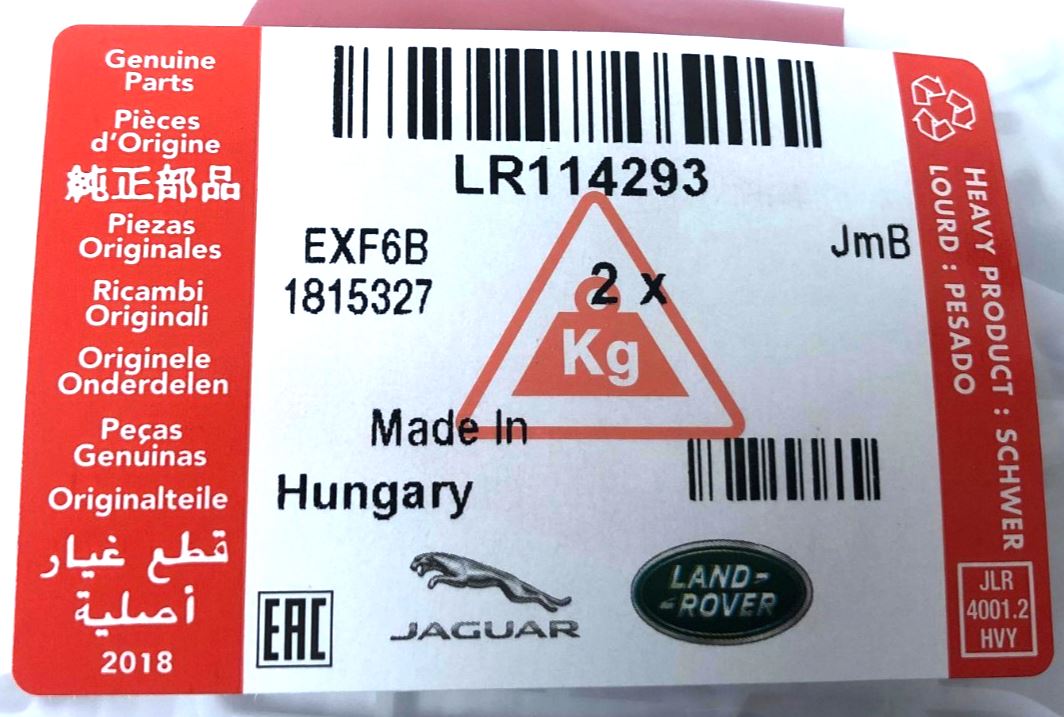 Genuine
Parts
Pièces
d'Origine
純正部品
Piezas
Originales
Ricambi
Originali
Originele
Onderdelen
Peças
Genuinas
Originalteile
قطع غيار
أصلية
2018
LR114293
EXF6B
1815327
JmB
2 x
Kg
Made In
Hungary
EAC
JAGUAR
LAND-
-ROVER
HEAVY PRODUCT : SCHWER
LOURD : PESADO
JLR
4001.2
HVY